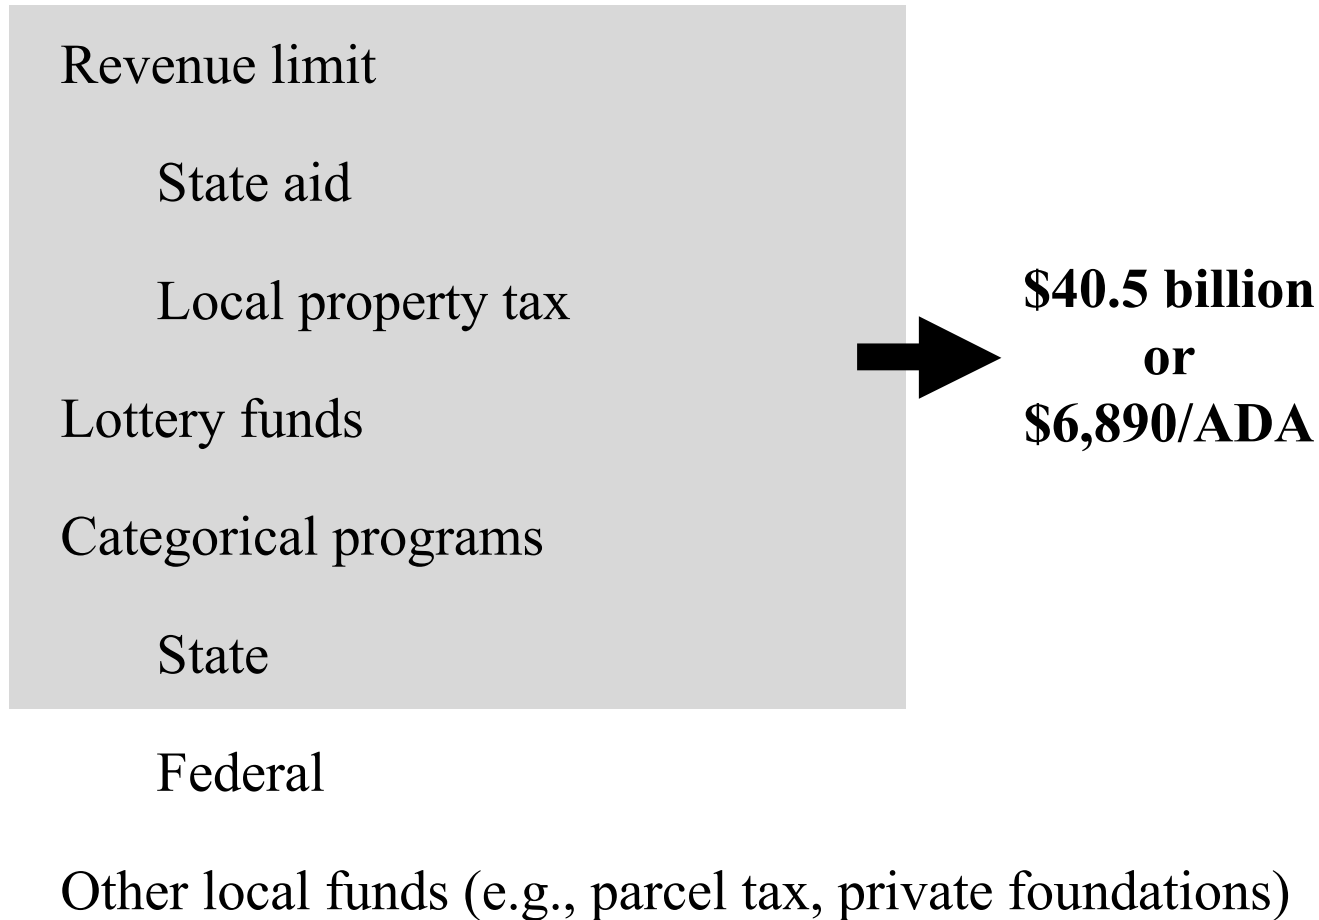 Revenue limit
State aid
Local property tax
Lottery funds
Categorical programs
State
Federal
Other local funds (e.g., parcel tax, private foundations)
$40.5 billion
or
$6,890/ADA